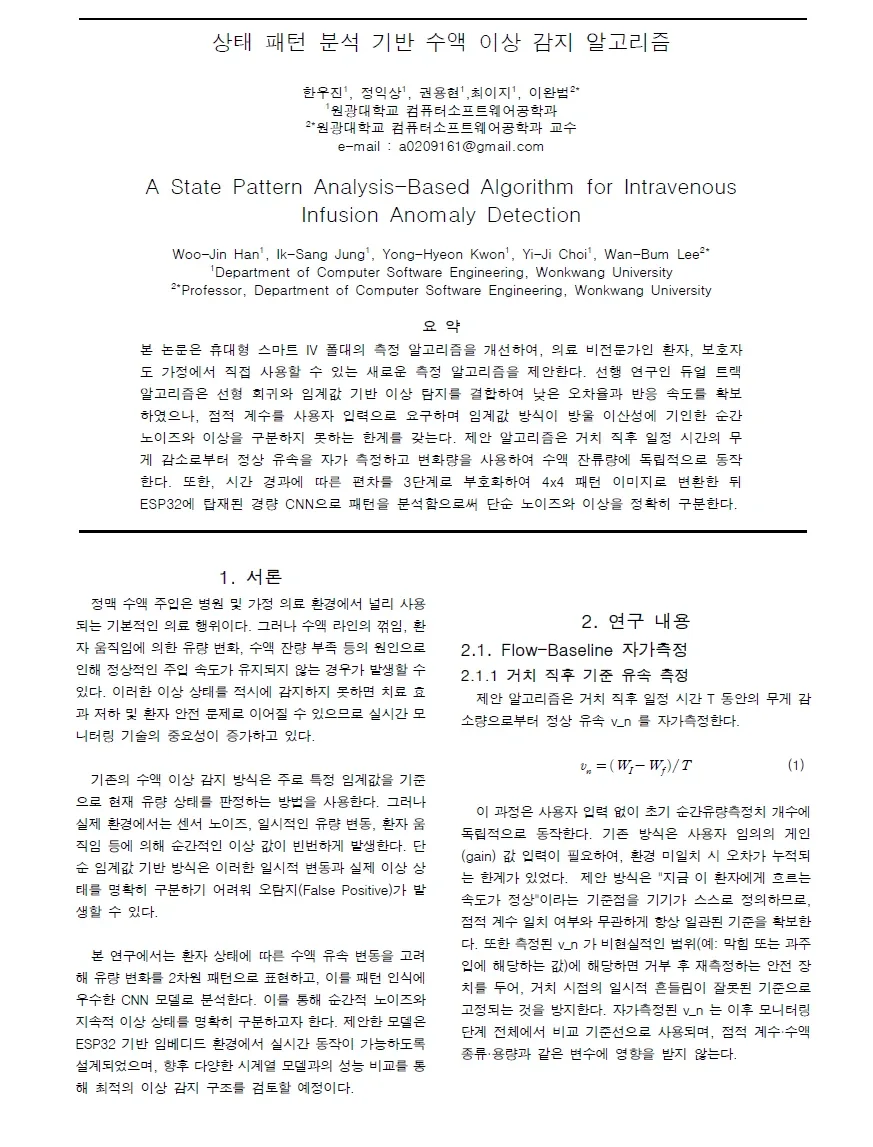 상태 패턴 분석 기반 수액 이상 감지 알고리즘
한우진1, 정익상1, 권용현1,최이지1, 이완범2*
1원광대학교 컴퓨터소프트웨어공학과
2*원광대학교 컴퓨터소프트웨어공학과 교수
e-mail : a0209161@gmail.com
A State Pattern Analysis-Based Algorithm for Intravenous
Infusion Anomaly Detection
Woo-Jin Han1, Ik-Sang Jung1, Yong-Hyeon Kwon1, Yi-Ji Choi1, Wan-Bum Lee2*
1Department of Computer Software Engineering, Wonkwang University
2*Professor, Department of Computer Software Engineering, Wonkwang University
요 약
본 논문은 휴대형 스마트 IV 폴대의 측정 알고리즘을 개선하여, 의료 비전문가인 환자, 보호자
도 가정에서 직접 사용할 수 있는 새로운 측정 알고리즘을 제안한다. 선행 연구인 듀얼 트랙
알고리즘은 선형 회귀와 임계값 기반 이상 탐지를 결합하여 낮은 오차율과 반응 속도를 확보
하였으나, 점적 계수를 사용자 입력으로 요구하며 임계값 방식이 방울 이산성에 기인한 순간
노이즈와 이상을 구분하지 못하는 한계를 갖는다. 제안 알고리즘은 거치 직후 일정 시간의 무
게 감소로부터 정상 유속을 자가 측정하고 변화량을 사용하여 수액 잔류량에 독립적으로 동작
한다. 또한, 시간 경과에 따른 편차를 3단계로 부호화하여 4x4 패턴 이미지로 변환한 뒤
ESP32에 탑재된 경량 CNN으로 패턴을 분석함으로써 단순 노이즈와 이상을 정확히 구분한다.
1. 서론
정맥 수액 주입은 병원 및 가정 의료 환경에서 널리 사용
되는 기본적인 의료 행위이다. 그러나 수액 라인의 꺾임, 환
자 움직임에 의한 유량 변화, 수액 잔량 부족 등의 원인으로
인해 정상적인 주입 속도가 유지되지 않는 경우가 발생할 수
있다. 이러한 이상 상태를 적시에 감지하지 못하면 치료 효
과 저하 및 환자 안전 문제로 이어질 수 있으므로 실시간 모
니터링 기술의 중요성이 증가하고 있다.
기존의 수액 이상 감지 방식은 주로 특정 임계값을 기준
으로 현재 유량 상태를 판정하는 방법을 사용한다. 그러나
실제 환경에서는 센서 노이즈, 일시적인 유량 변동, 환자 움
직임 등에 의해 순간적인 이상 값이 빈번하게 발생한다. 단
순 임계값 기반 방식은 이러한 일시적 변동과 실제 이상 상
태를 명확히 구분하기 어려워 오탐지(False Positive)가 발
생할 수 있다.
본 연구에서는 환자 상태에 따른 수액 유속 변동을 고려
해 유량 변화를 2차원 패턴으로 표현하고, 이를 패턴 인식에
우수한 CNN 모델로 분석한다. 이를 통해 순간적 노이즈와
지속적 이상 상태를 명확히 구분하고자 한다. 제안한 모델은
ESP32 기반 임베디드 환경에서 실시간 동작이 가능하도록
설계되었으며, 향후 다양한 시계열 모델과의 성능 비교를 통
해 최적의 이상 감지 구조를 검토할 예정이다.
2. 연구 내용
2.1. Flow-Baseline 자가측정
2.1.1 거치 직후 기준 유속 측정
제안 알고리즘은 거치 직후 일정 시간 T 동안의 무게 감
소량으로부터 정상 유속 v_n 를 자가측정한다.
v_n = (W_I − W_f)/T (1)
이 과정은 사용자 입력 없이 초기 순간유량측정치 개수에
독립적으로 동작한다. 기존 방식은 사용자 임의의 게인
(gain) 값 입력이 필요하여, 환경 미일치 시 오차가 누적되
는 한계가 있었다. 제안 방식은 "지금 이 환자에게 흐르는
속도가 정상"이라는 기준점을 기기가 스스로 정의하므로,
점적 계수 일치 여부와 무관하게 항상 일관된 기준을 확보한
다. 또한 측정된 v_n 가 비현실적인 범위(예: 막힘 또는 과주
입에 해당하는 값)에 해당하면 거부 후 재측정하는 안전 장
치를 두어, 거치 시점의 일시적 흔들림이 잘못된 기준으로
고정되는 것을 방지한다. 자가측정된 v_n 는 이후 모니터링
단계 전체에서 비교 기준선으로 사용되며, 점적 계수·수액
종류·용량과 같은 변수에 영향을 받지 않는다.